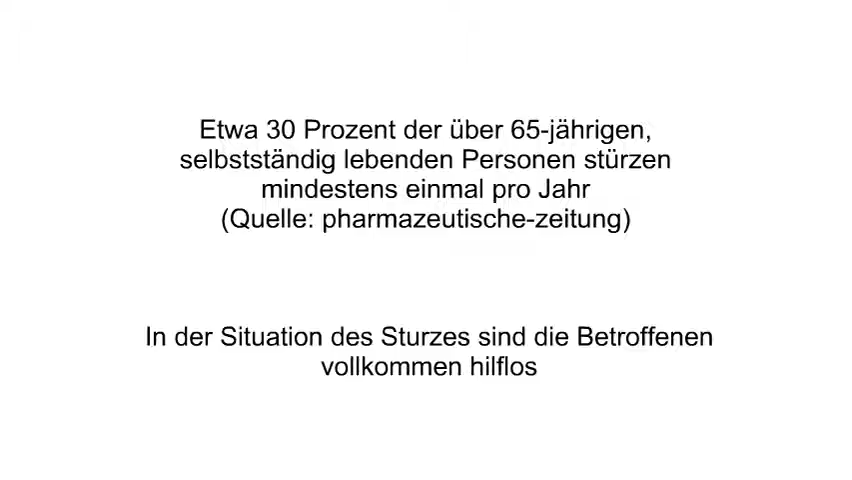 Etwa 30 Prozent der über 65-jährigen,
selbstständig lebenden Personen stürzen
mindestens einmal pro Jahr
(Quelle: pharmazeutische-zeitung)
In der Situation des Sturzes sind die Betroffenen
vollkommen hilflos